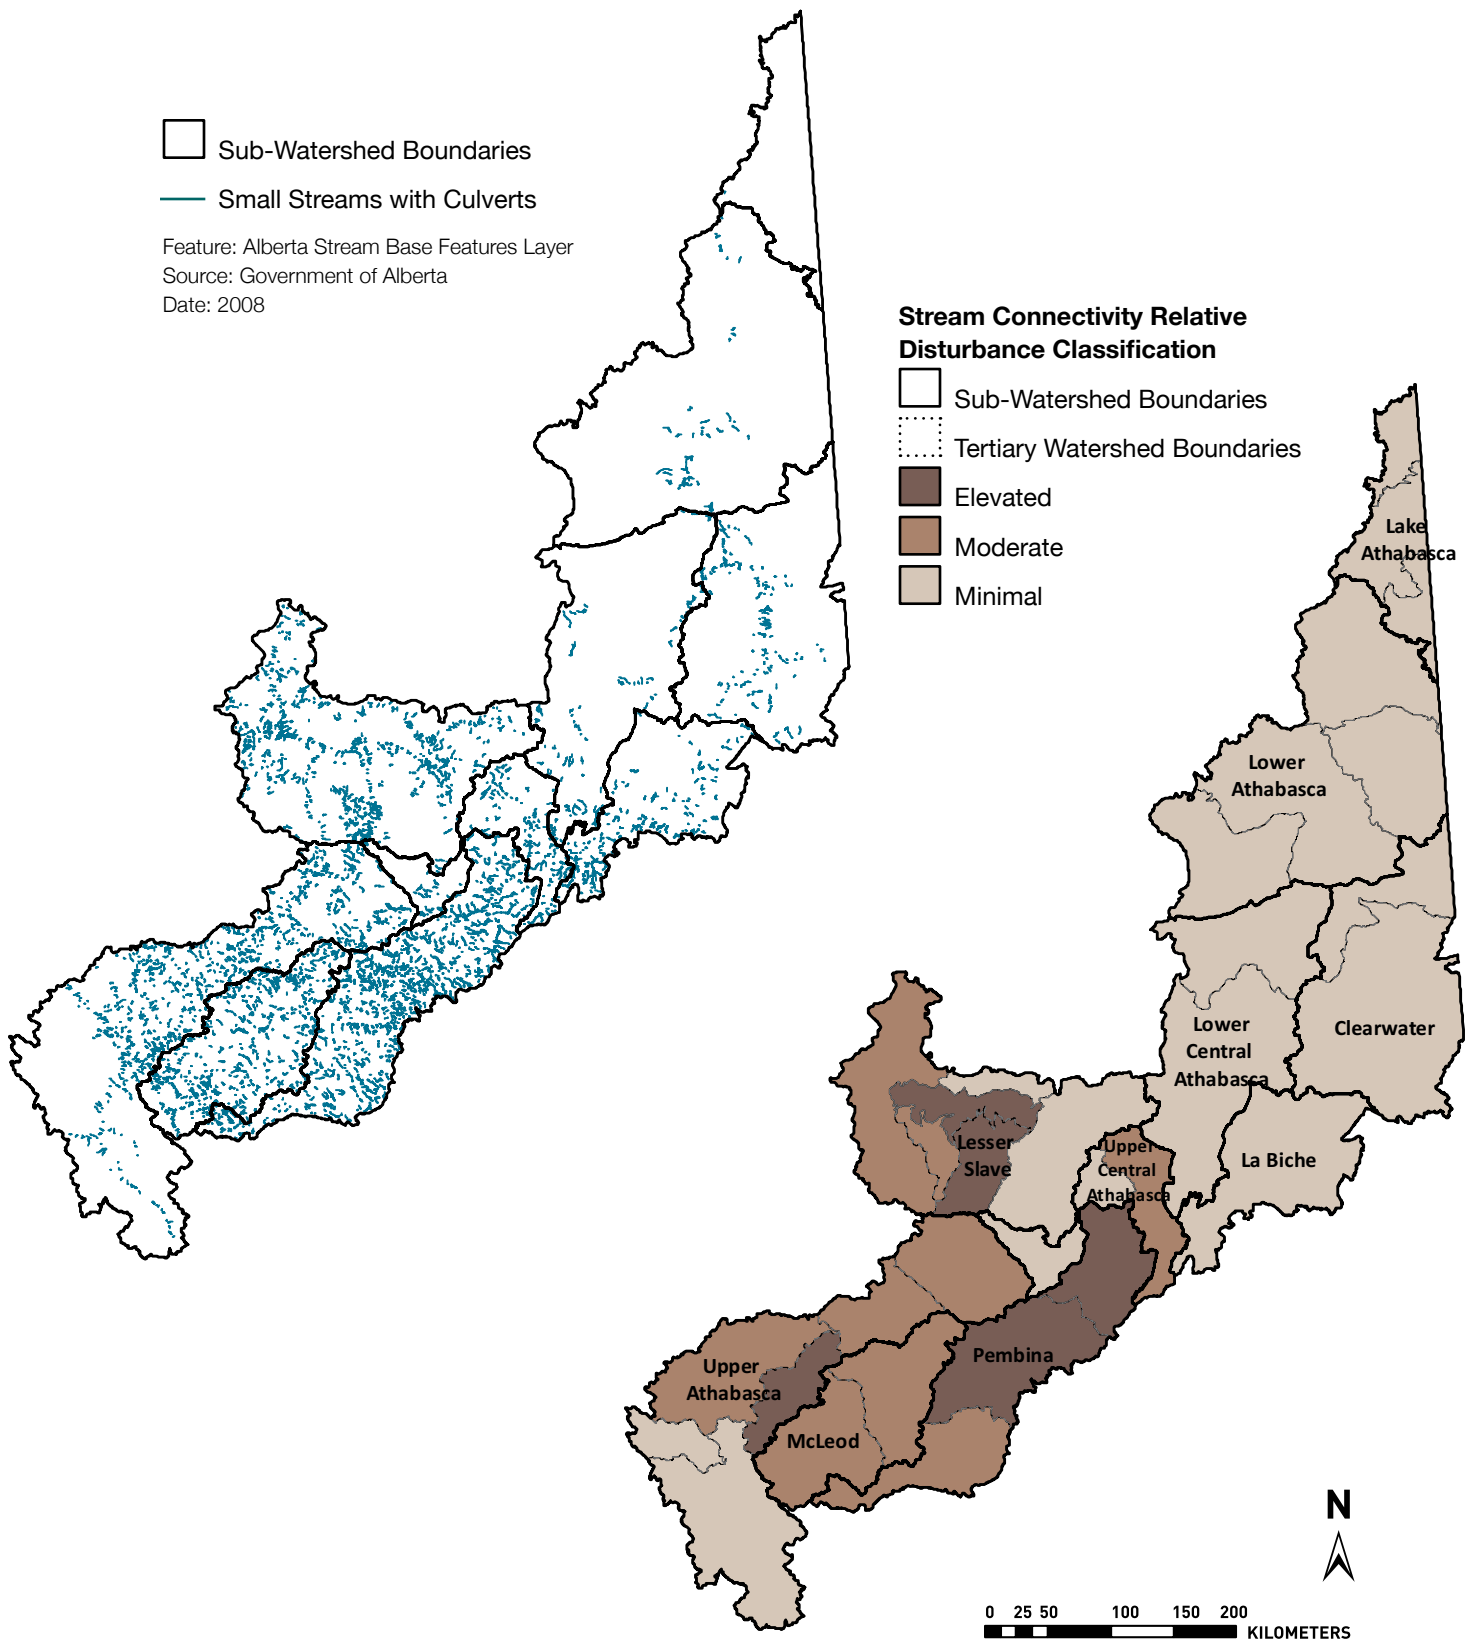 Sub-Watershed Boundaries
Small Streams with Culverts
Feature: Alberta Stream Base Features Layer
Source: Government of Alberta
Date: 2008
Stream Connectivity Relative
Disturbance Classification
Sub-Watershed Boundaries
Tertiary Watershed Boundaries
Elevated
Moderate
Minimal
Lake
Athabasca
Lower
Athabasca
Lower
Central
Athabasca
Clearwater
Lesser
Slave
Upper
Central
Athabasca
La Biche
Pembina
Upper
Athabasca
McLeod
N
0 25 50 100 150 200
KILOMETERS